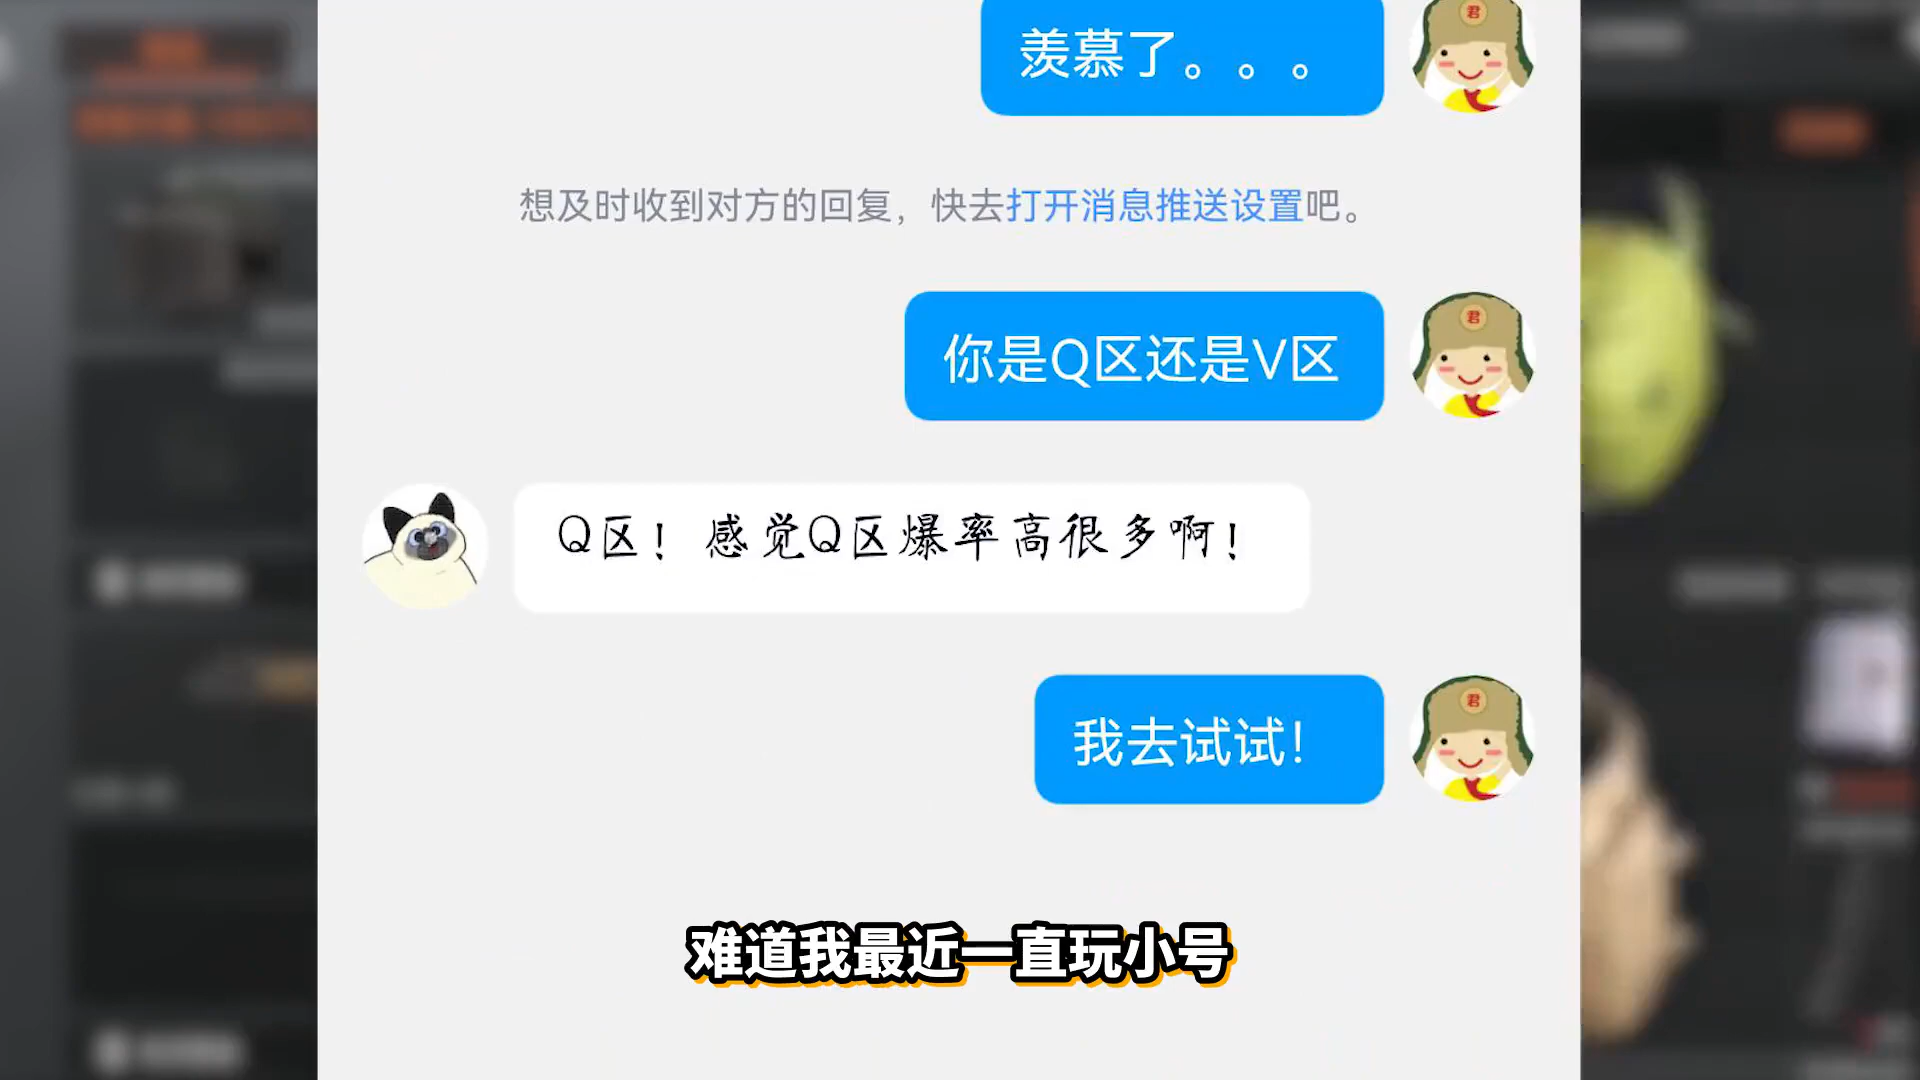 羡慕了。。。
想及时收到对方的回复，快去打开消息推送设置吧。
君
你是Q区还是V区
君
Q区！感觉Q区爆率高很多啊！
我去试试！
君
难道我最近一直玩小号